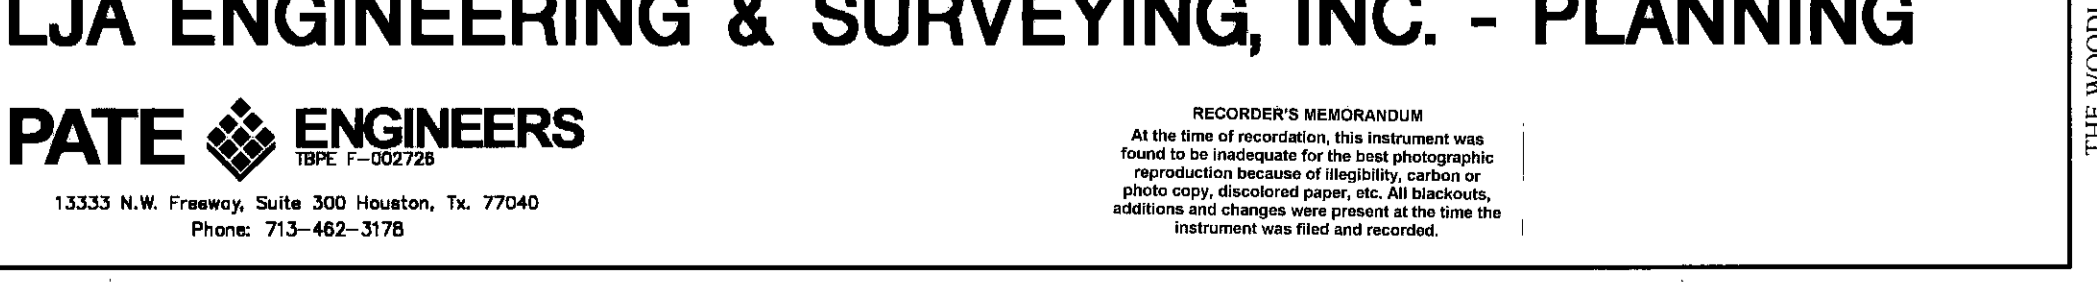 LJA ENGINEERING & SURVEYING, INC. - PLANNING
PATE ENGINEERS
TBPE F-002726
13333 N.W. Freeway, Suite 300 Houston, Tx. 77040
Phone: 713-462-3178
RECORDER'S MEMORANDUM
At the time of recordation, this instrument was
found to be inadequate for the best photographic
reproduction because of illegibility, carbon or
photo copy, discolored paper, etc. All blackouts,
additions and changes were present at the time the
instrument was filed and recorded.
THE